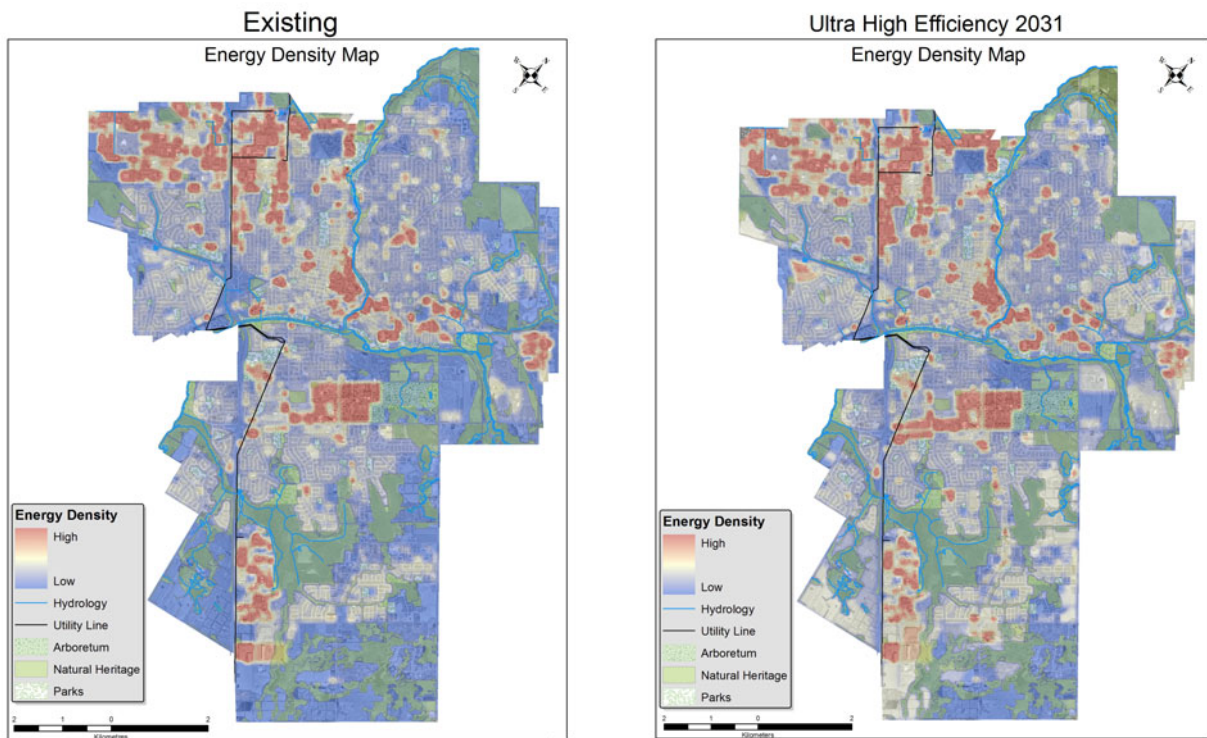 Existing
Energy Density Map
N
E
S
W
Energy Density
High
Low
Hydrology
Utility Line
Arboretum
Natural Heritage
Parks
2 1 0 2
Kilometres
Ultra High Efficiency 2031
Energy Density Map
N
E
S
W
Energy Density
High
Low
Hydrology
Utility Line
Arboretum
Natural Heritage
Parks
2 1 0 2
Kilometers